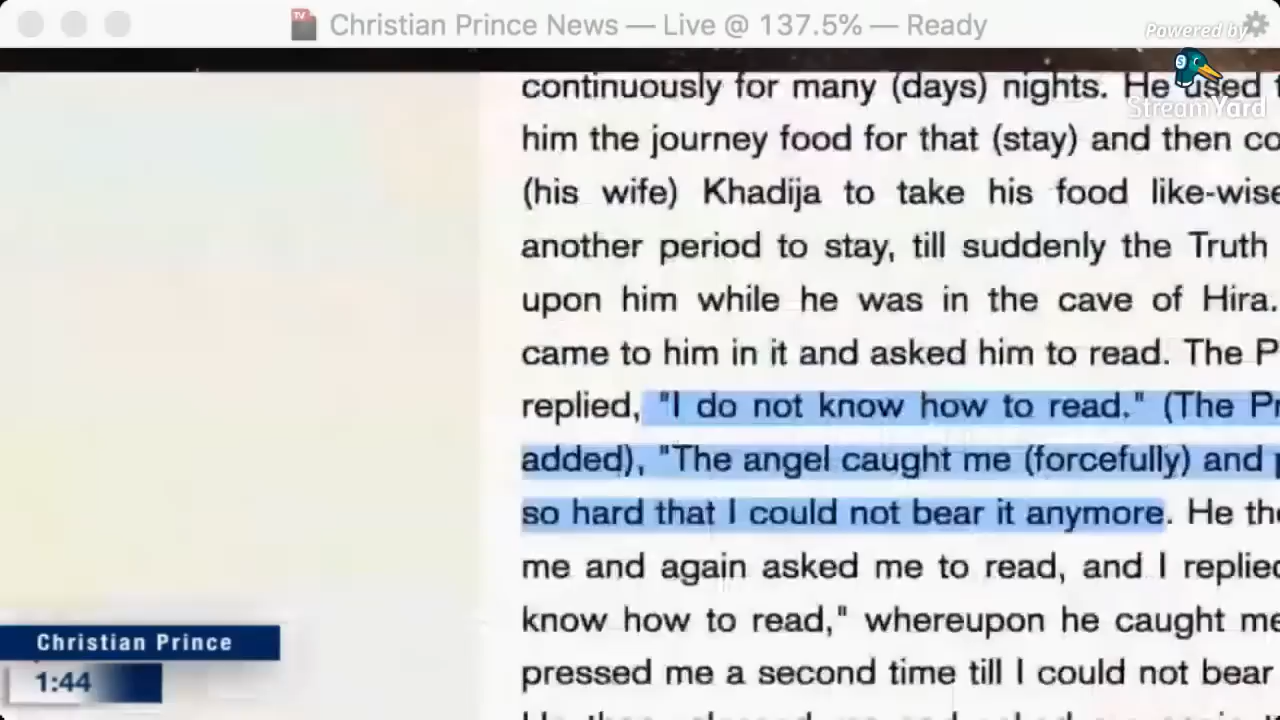 Christian Prince News — Live @ 137.5% — Ready
Powered by
StreamYard
continuously for many (days) nights. He used
him the journey food for that (stay) and then
(his wife) Khadija to take his food like-wise
another period to stay, till suddenly the Truth
upon him while he was in the cave of Hira.
came to him in it and asked him to read. The
replied, "I do not know how to read." (The
added), "The angel caught me (forcefully) and
so hard that I could not bear it anymore. He
me and again asked me to read, and I replied
know how to read," whereupon he caught me
pressed me a second time till I could not bear
Christian Prince
1:44